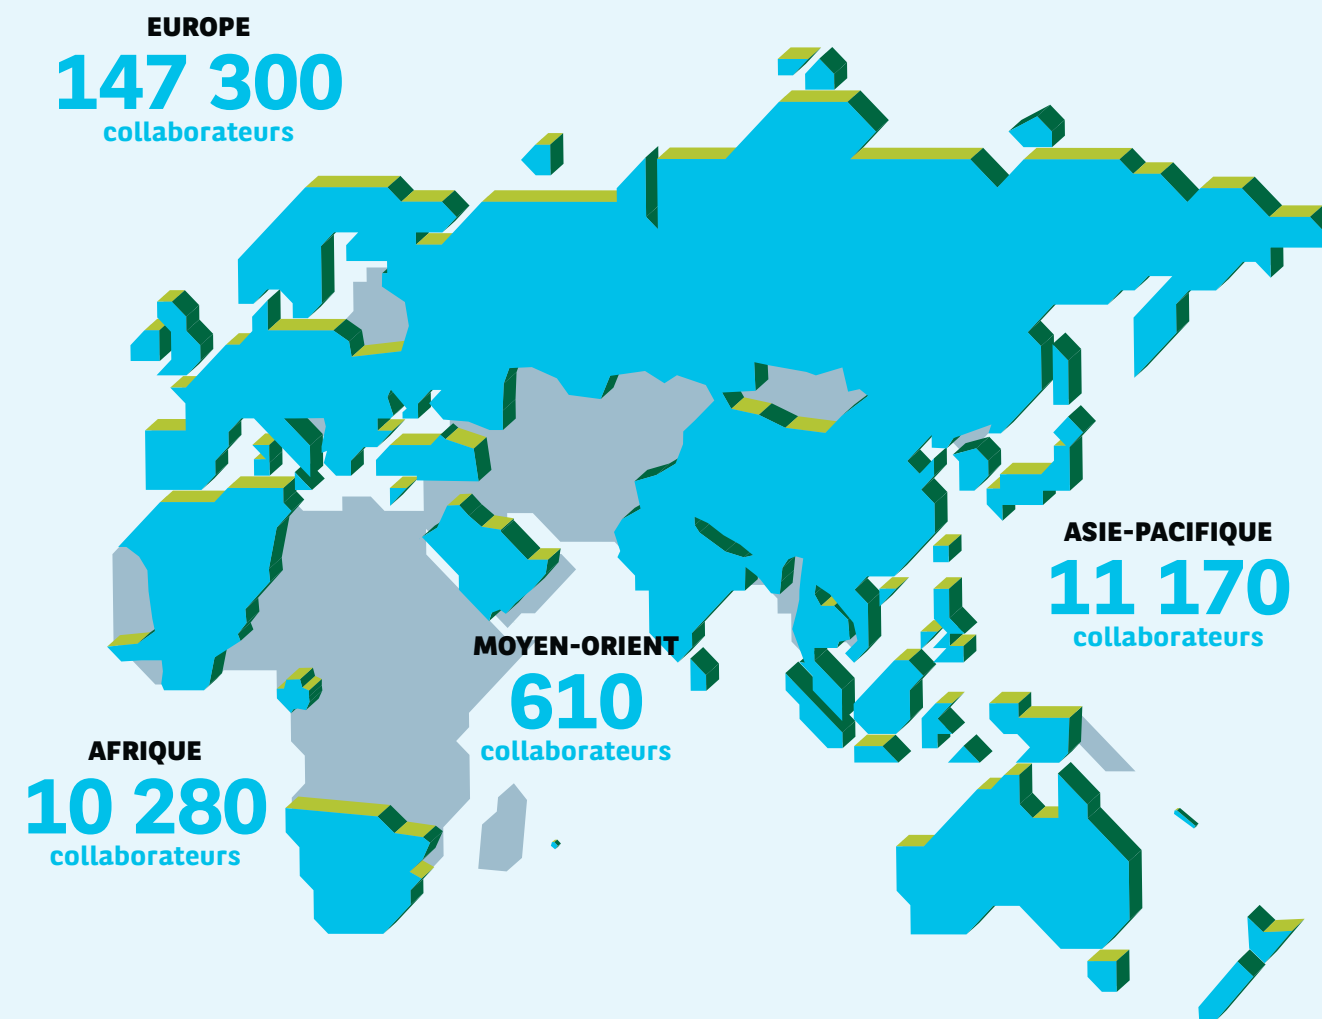 EUROPE
147 300
collaborateurs
ASIE-PACIFIQUE
11 170
collaborateurs
MOYEN-ORIENT
610
collaborateurs
AFRIQUE
10 280
collaborateurs